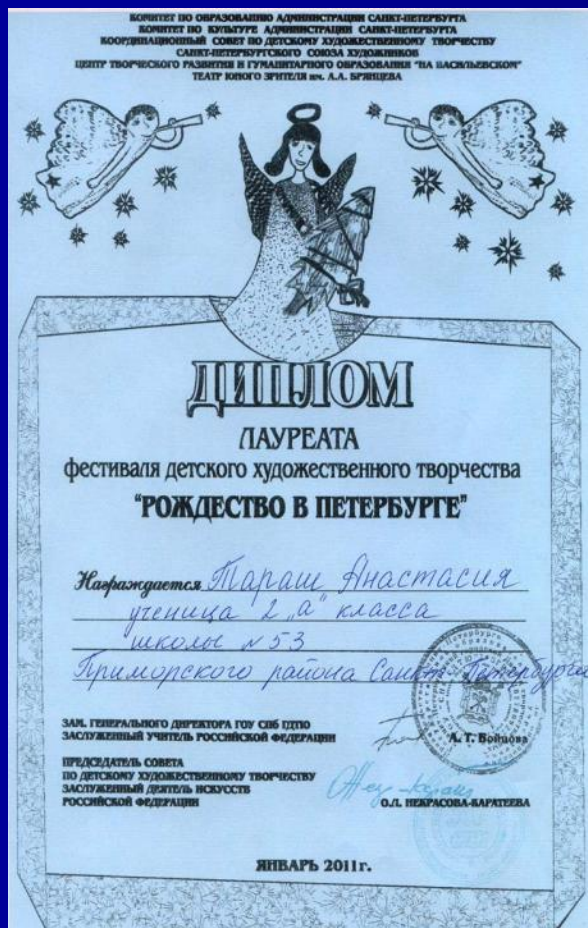 КОМИТЕТ ПО ОБРАЗОВАНИЮ АДМИНИСТРАЦИИ САНКТ-ПЕТЕРБУРГА
КОМИТЕТ ПО КУЛЬТУРЕ АДМИНИСТРАЦИИ САНКТ-ПЕТЕРБУРГА
КООРДИНАЦИОННЫЙ СОВЕТ ПО ДЕТСКОМУ ХУДОЖЕСТВЕННОМУ ТВОРЧЕСТВУ
САНКТ-ПЕТЕРБУРГСКОГО СОЮЗА ХУДОЖНИКОВ
ЦЕНТР ТВОРЧЕСКОГО РАЗВИТИЯ И ГУМАНИТАРНОГО ОБРАЗОВАНИЯ "НА ВАСИЛЬЕВСКОМ"
ТЕАТР ЮНОГО ЗРИТЕЛЯ им. А.А. БРЯНЦЕВА
ДИПЛОМ
ЛАУРЕАТА
фестиваля детского художественного творчества
"РОЖДЕСТВО В ПЕТЕРБУРГЕ"
Награждается Тараш Анастасия
ученица 2 „а" класса
школы №53
Приморского района Санкт-Петербурга
ЗАМ. ГЕНЕРАЛЬНОГО ДИРЕКТОРА ГОУ СПБ ГДТЮ
ЗАСЛУЖЕННЫЙ УЧИТЕЛЬ РОССИЙСКОЙ ФЕДЕРАЦИИ
А. Т. Войцова
ПРЕДСЕДАТЕЛЬ СОВЕТА
ПО ДЕТСКОМУ ХУДОЖЕСТВЕННОМУ ТВОРЧЕСТВУ
ЗАСЛУЖЕННЫЙ ДЕЯТЕЛЬ ИСКУССТВ
РОССИЙСКОЙ ФЕДЕРАЦИИ
О.Л. НЕКРАСОВА-КАРАТЕЕВА
ЯНВАРЬ 2011г.